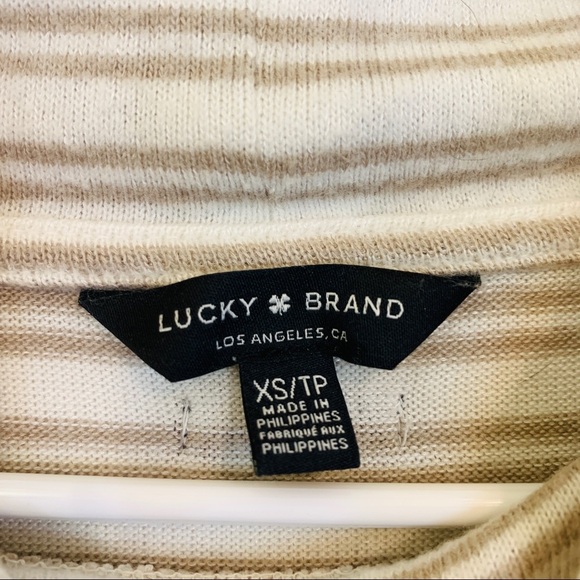 LUCKY BRAND
LOS ANGELES, CA
XS/TP
MADE IN
PHILIPPINES
FABRIQUÉ AUX
PHILIPPINES